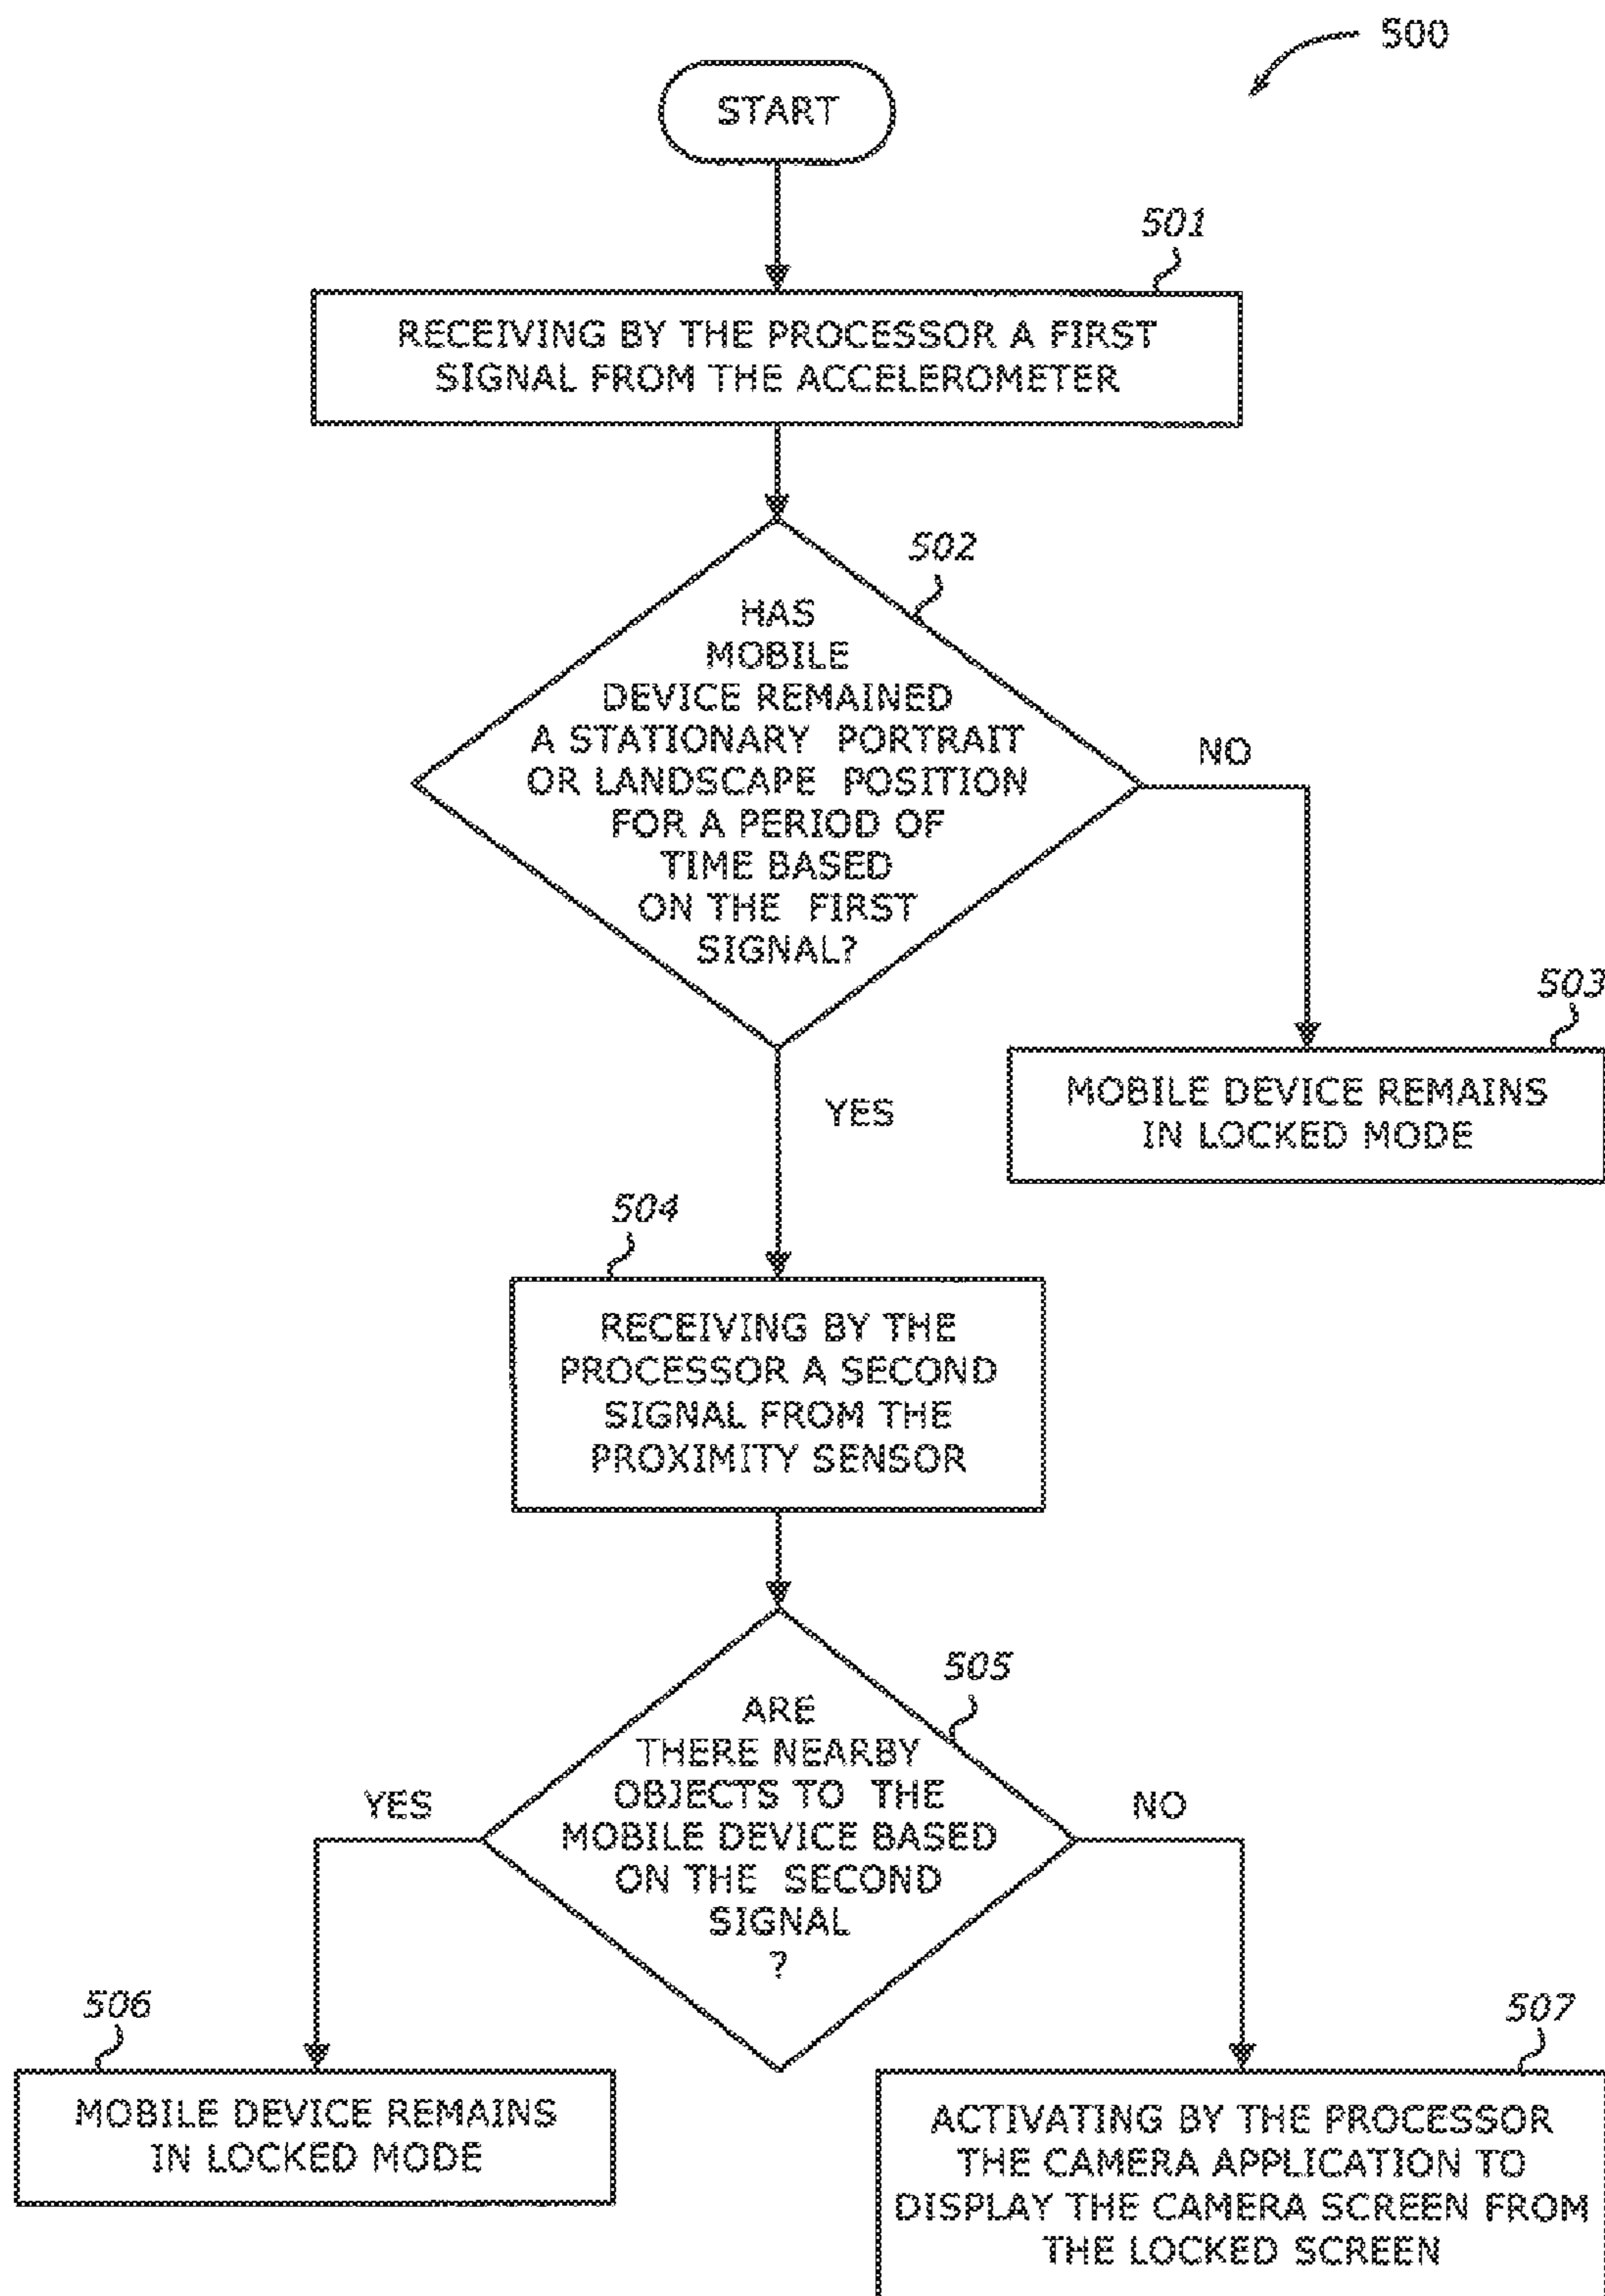 500
START
501
RECEIVING BY THE PROCESSOR A FIRST
SIGNAL FROM THE ACCELEROMETER
502
HAS
MOBILE
DEVICE REMAINED
A STATIONARY PORTRAIT
OR LANDSCAPE POSITION
FOR A PERIOD OF
TIME BASED
ON THE FIRST
SIGNAL?
NO
503
MOBILE DEVICE REMAINS
IN LOCKED MODE
YES
504
RECEIVING BY THE
PROCESSOR A SECOND
SIGNAL FROM THE
PROXIMITY SENSOR
505
ARE
THERE NEARBY
OBJECTS TO THE
MOBILE DEVICE BASED
ON THE SECOND
SIGNAL
?
YES
NO
506
MOBILE DEVICE REMAINS
IN LOCKED MODE
507
ACTIVATING BY THE PROCESSOR
THE CAMERA APPLICATION TO
DISPLAY THE CAMERA SCREEN FROM
THE LOCKED SCREEN